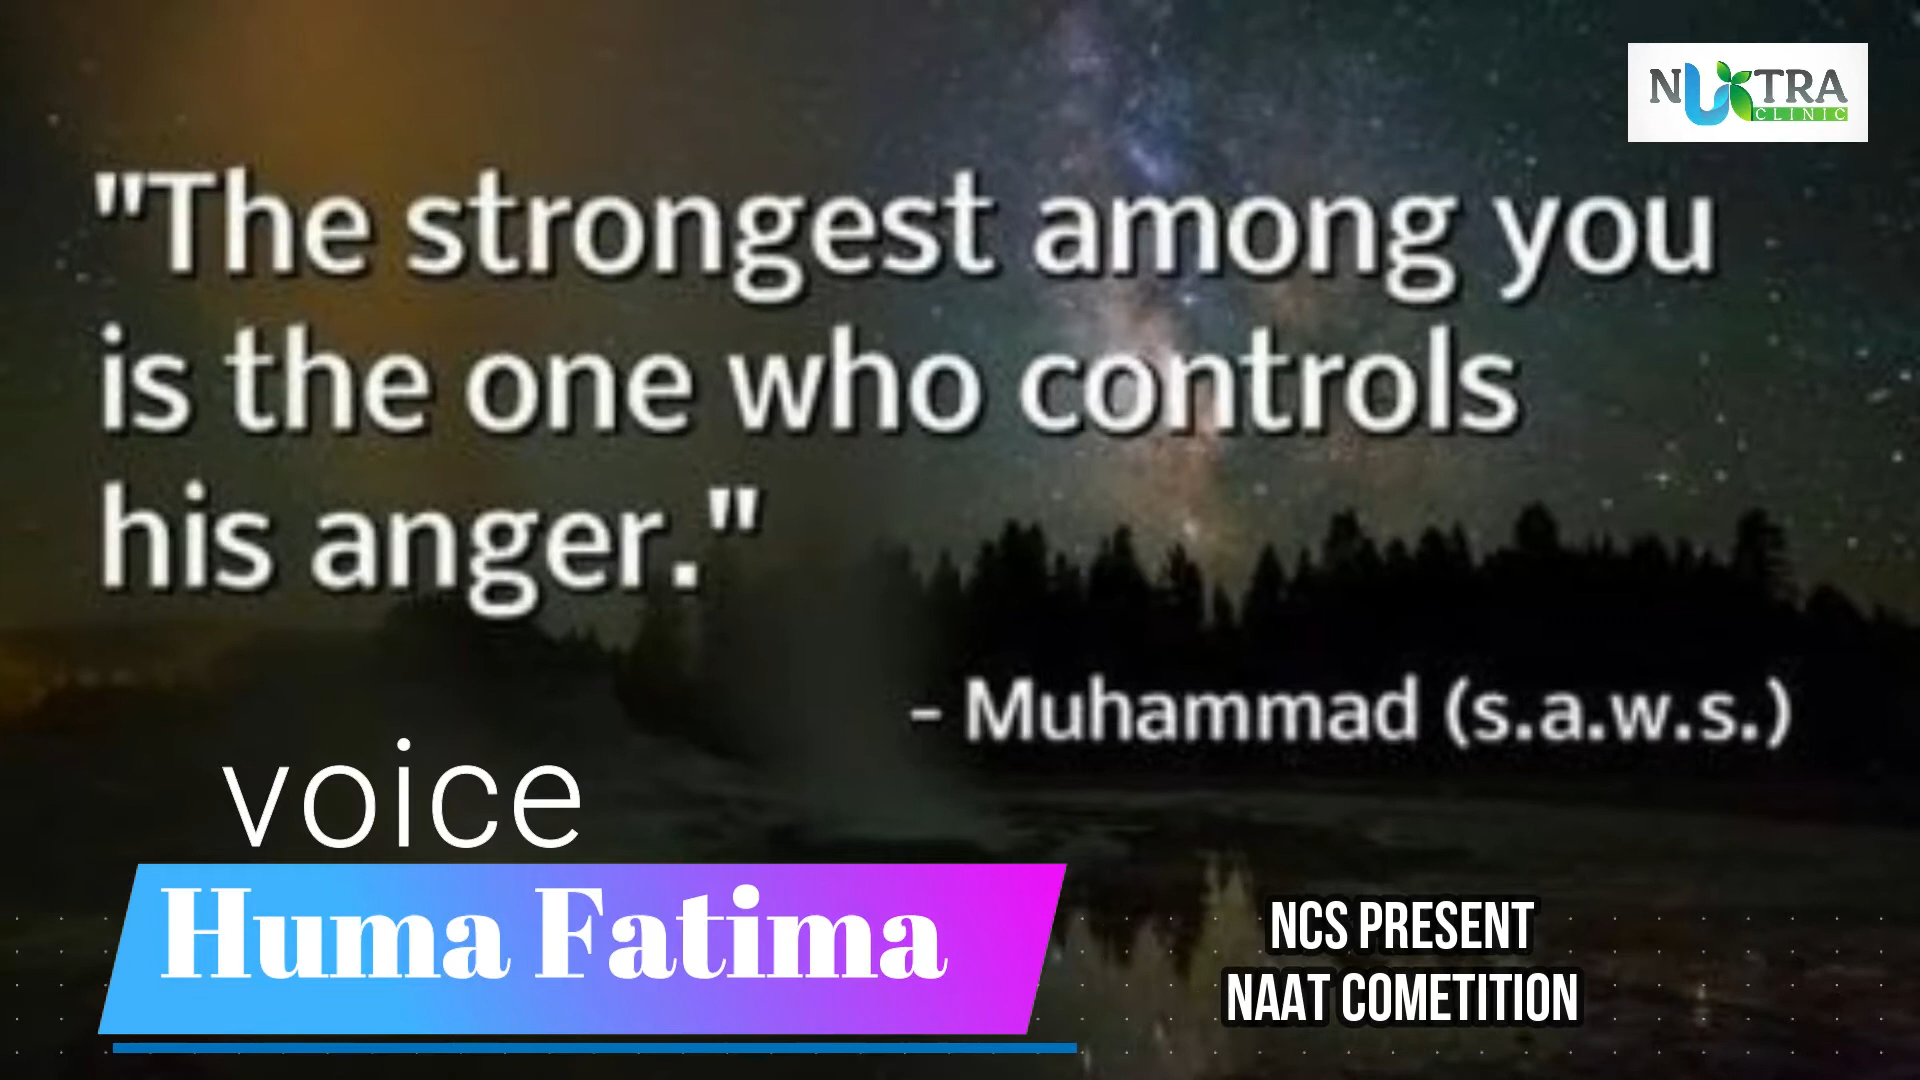 NUTRA
CLINIC
"The strongest among you
is the one who controls
his anger."
- Muhammad (s.a.w.s.)
voice
Huma Fatima
NCS PRESENT
NAAT COMETITION